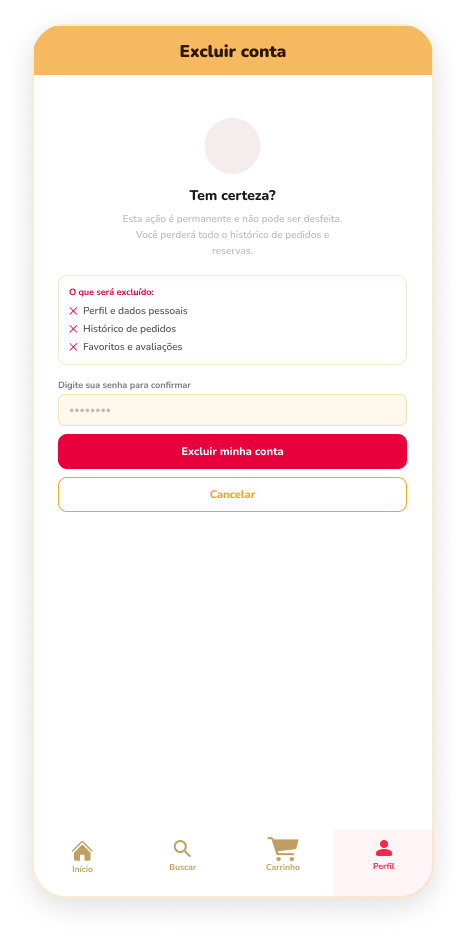 Excluir conta
Tem certeza?
Esta ação é permanente e não pode ser desfeita.
Você perderá todo o histórico de pedidos e
reservas.
O que será excluído:
Perfil e dados pessoais
Histórico de pedidos
Favoritos e avaliações
Digite sua senha para confirmar
••••••••
Excluir minha conta
Cancelar
Início
Buscar
Carrinho
Perfil